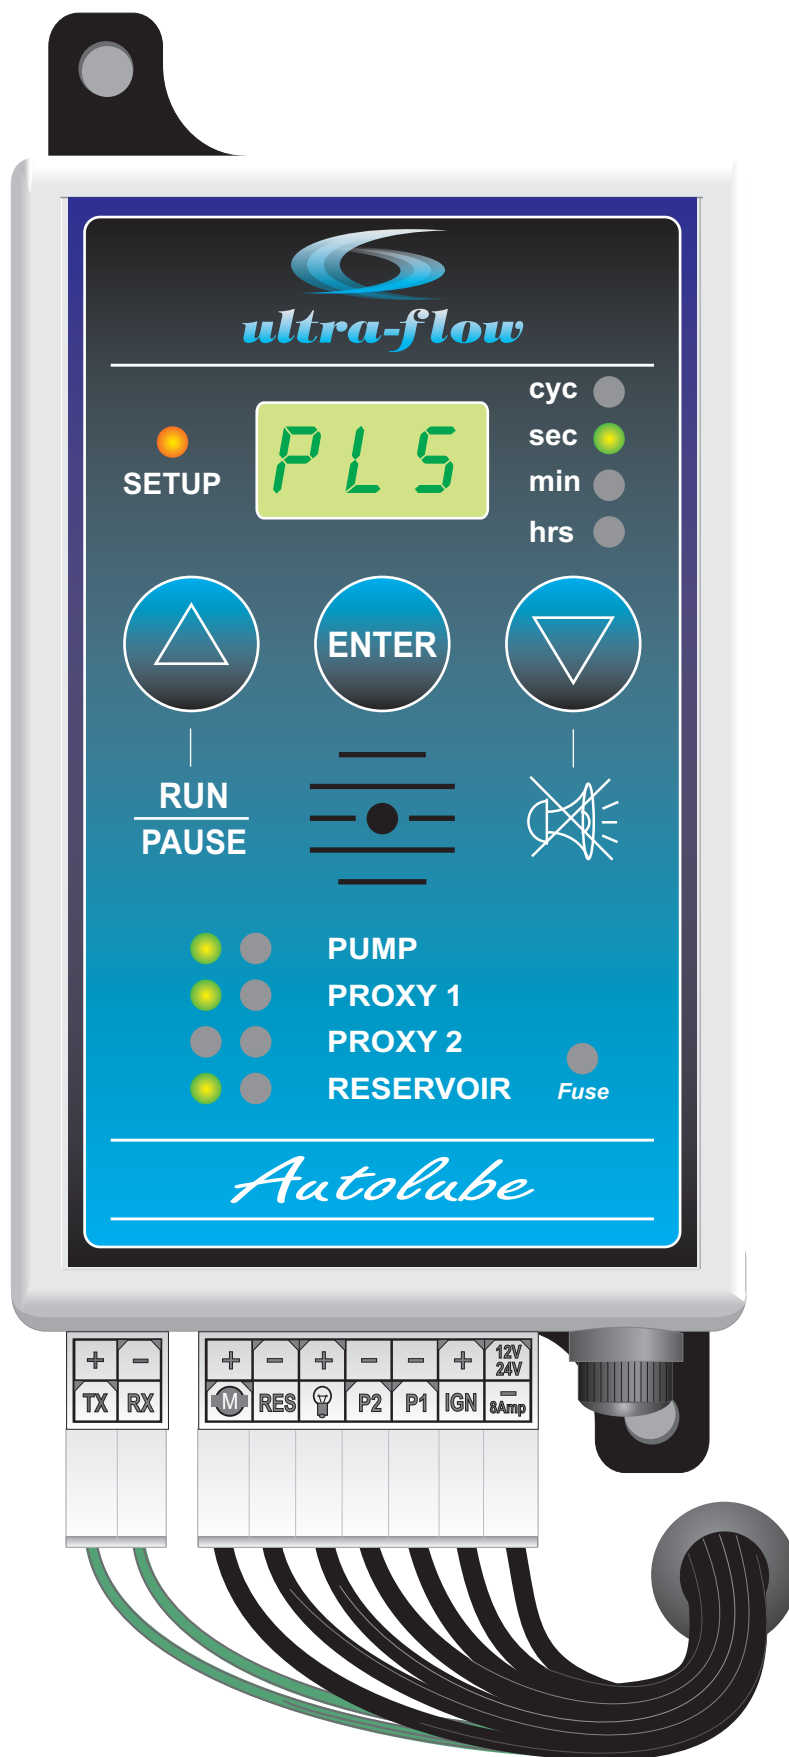 ultra-flow
cyc
sec
min
hrs
SETUP
PLS
ENTER
RUN
PAUSE
PUMP
PROXY 1
PROXY 2
RESERVOIR
Fuse
Autolube
+ - + - + - - + 12V 24V
TX RX M RES P2 P1 IGN - 8Amp